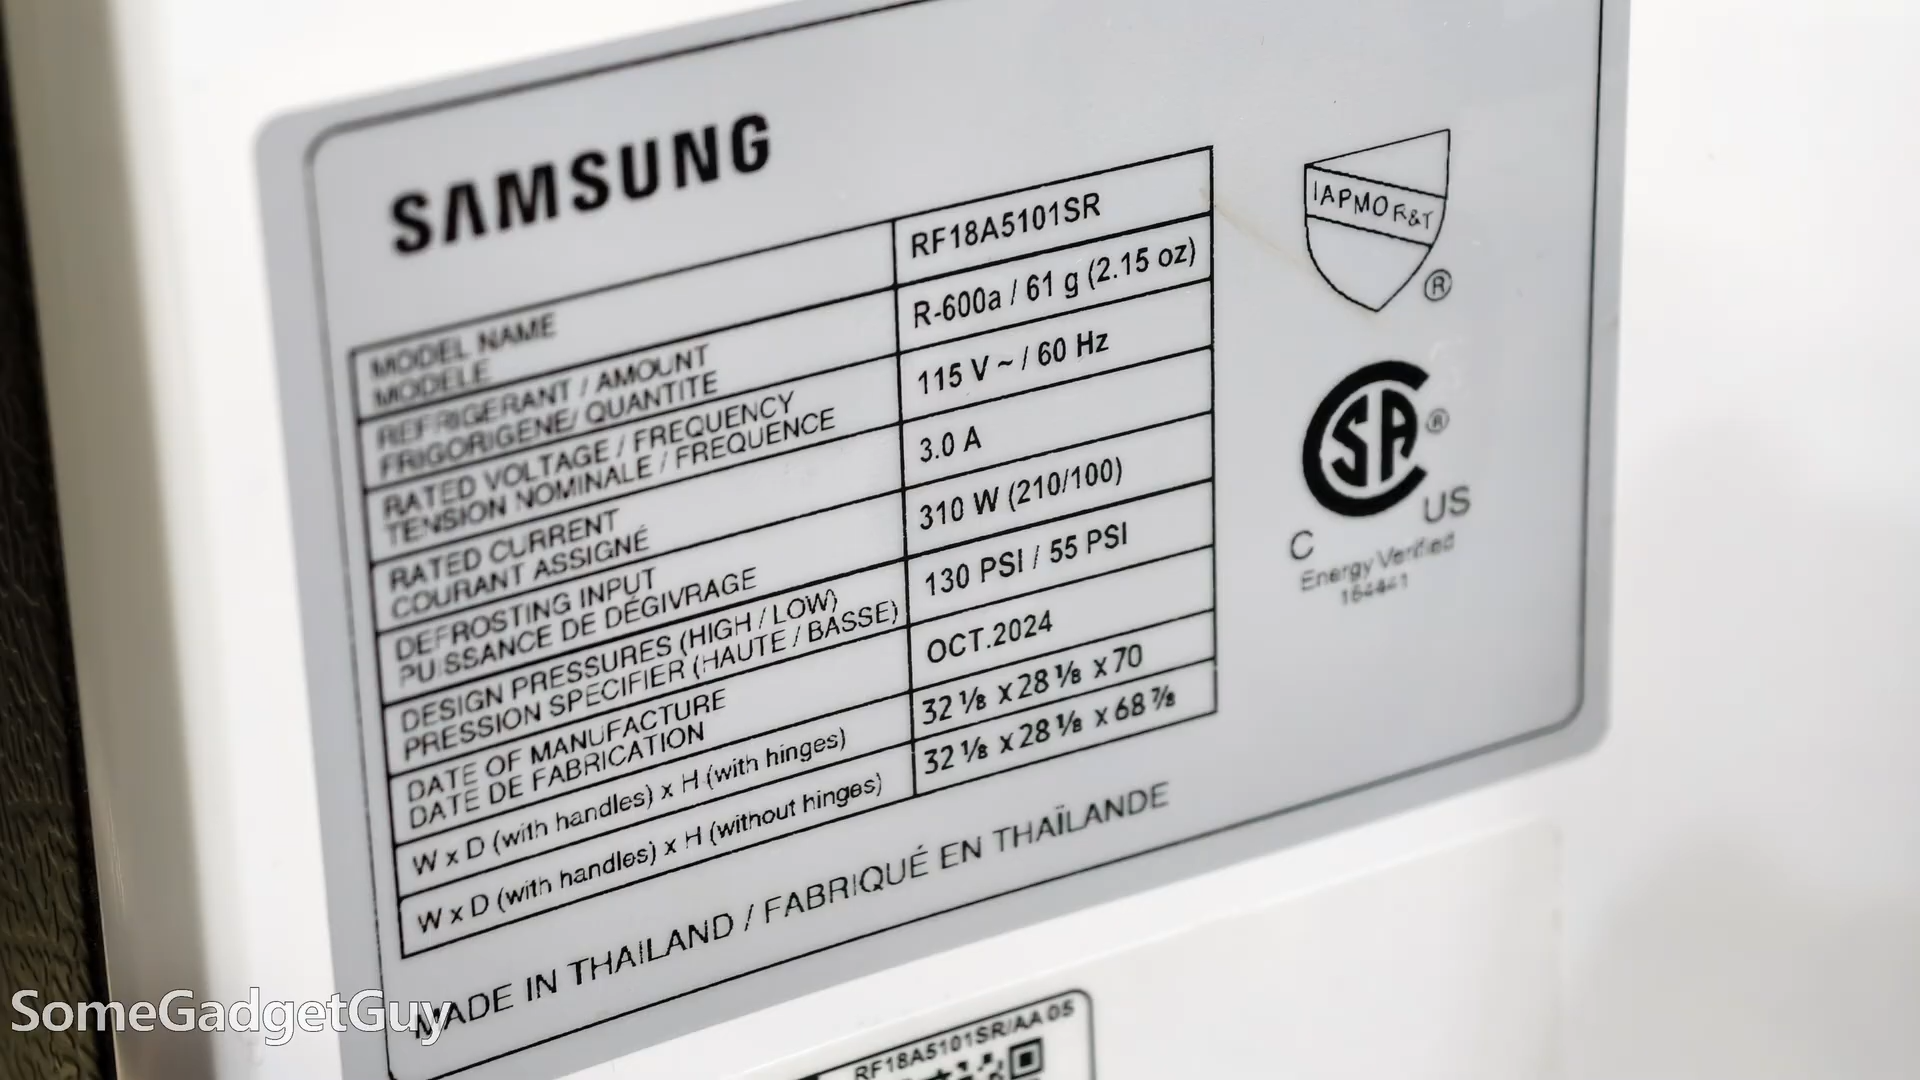 SAMSUNG
MODEL NAME
MODÈLE
RF18A5101SR
REFRIGERANT / AMOUNT
FRIGORIGENE/ QUANTITE
R-600a / 61 g (2.15 oz)
RATED VOLTAGE / FREQUENCY
TENSION NOMINALE / FREQUENCE
115 V ~ / 60 Hz
RATED CURRENT
COURANT ASSIGNÉ
3.0 A
DEFROSTING INPUT
PUISSANCE DE DÉGIVRAGE
310 W (210/100)
DESIGN PRESSURES (HIGH / LOW)
PRESSION SPECIFIER (HAUTE / BASSE)
130 PSI / 55 PSI
DATE OF MANUFACTURE
DATE DE FABRICATION
OCT.2024
W x D (with handles) x H (with hinges)
32 ⅛ x 28 ⅛ x 70
W x D (with handles) x H (without hinges)
32 ⅛ x 28 ⅛ x 68 ⅞
MADE IN THAILAND / FABRIQUÉ EN THAÏLANDE
IAPMO R&T
®
SA
®
C US
Energy Verified
RF18A5101SR/AA 05
SomeGadgetGuy